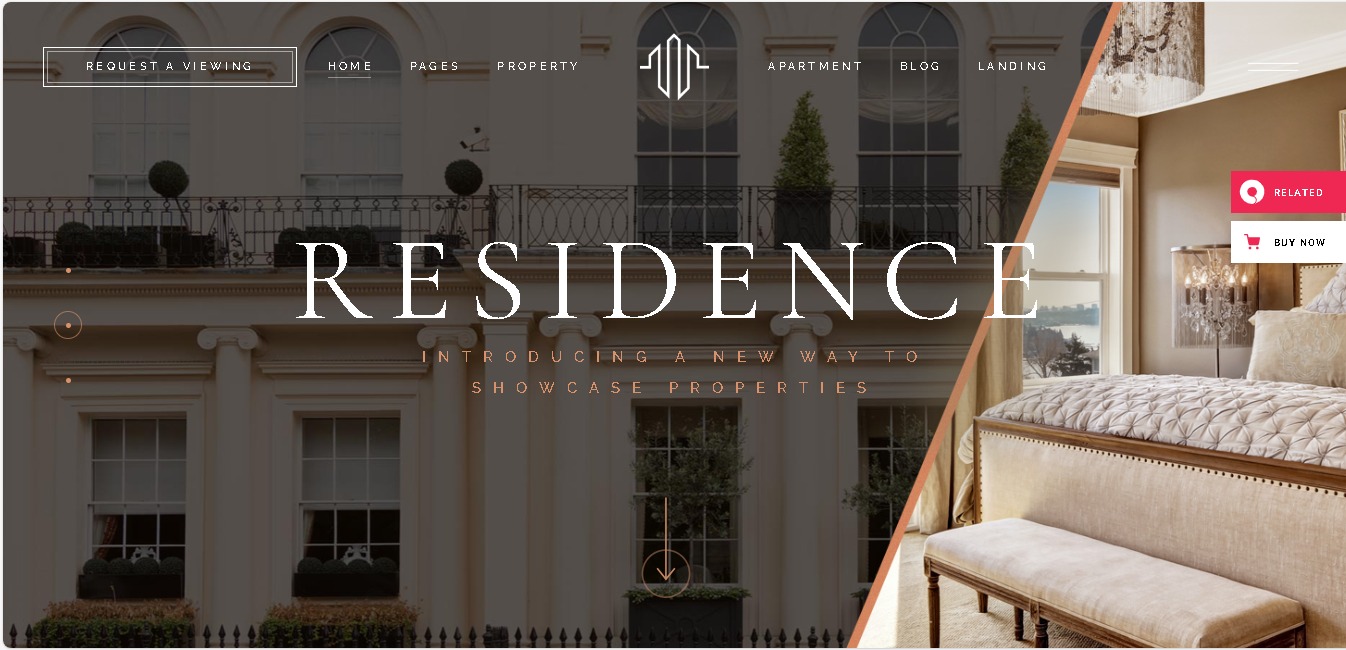 REQUEST A VIEWING
HOME
PAGES
PROPERTY
APARTMENT
BLOG
LANDING
RELATED
BUY NOW
RESIDENCE
INTRODUCING A NEW WAY TO
SHOWCASE PROPERTIES